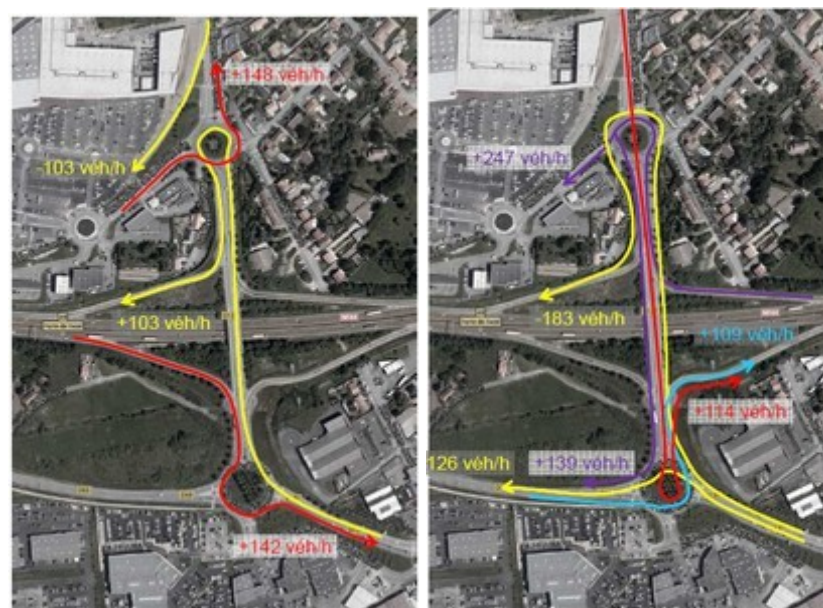 +148 véh/h
-103 véh/h
+103 véh/h
+142 véh/h
+247 véh/h
-183 véh/h
+109 véh/h
+114 véh/h
126 véh/h
+139 véh/h